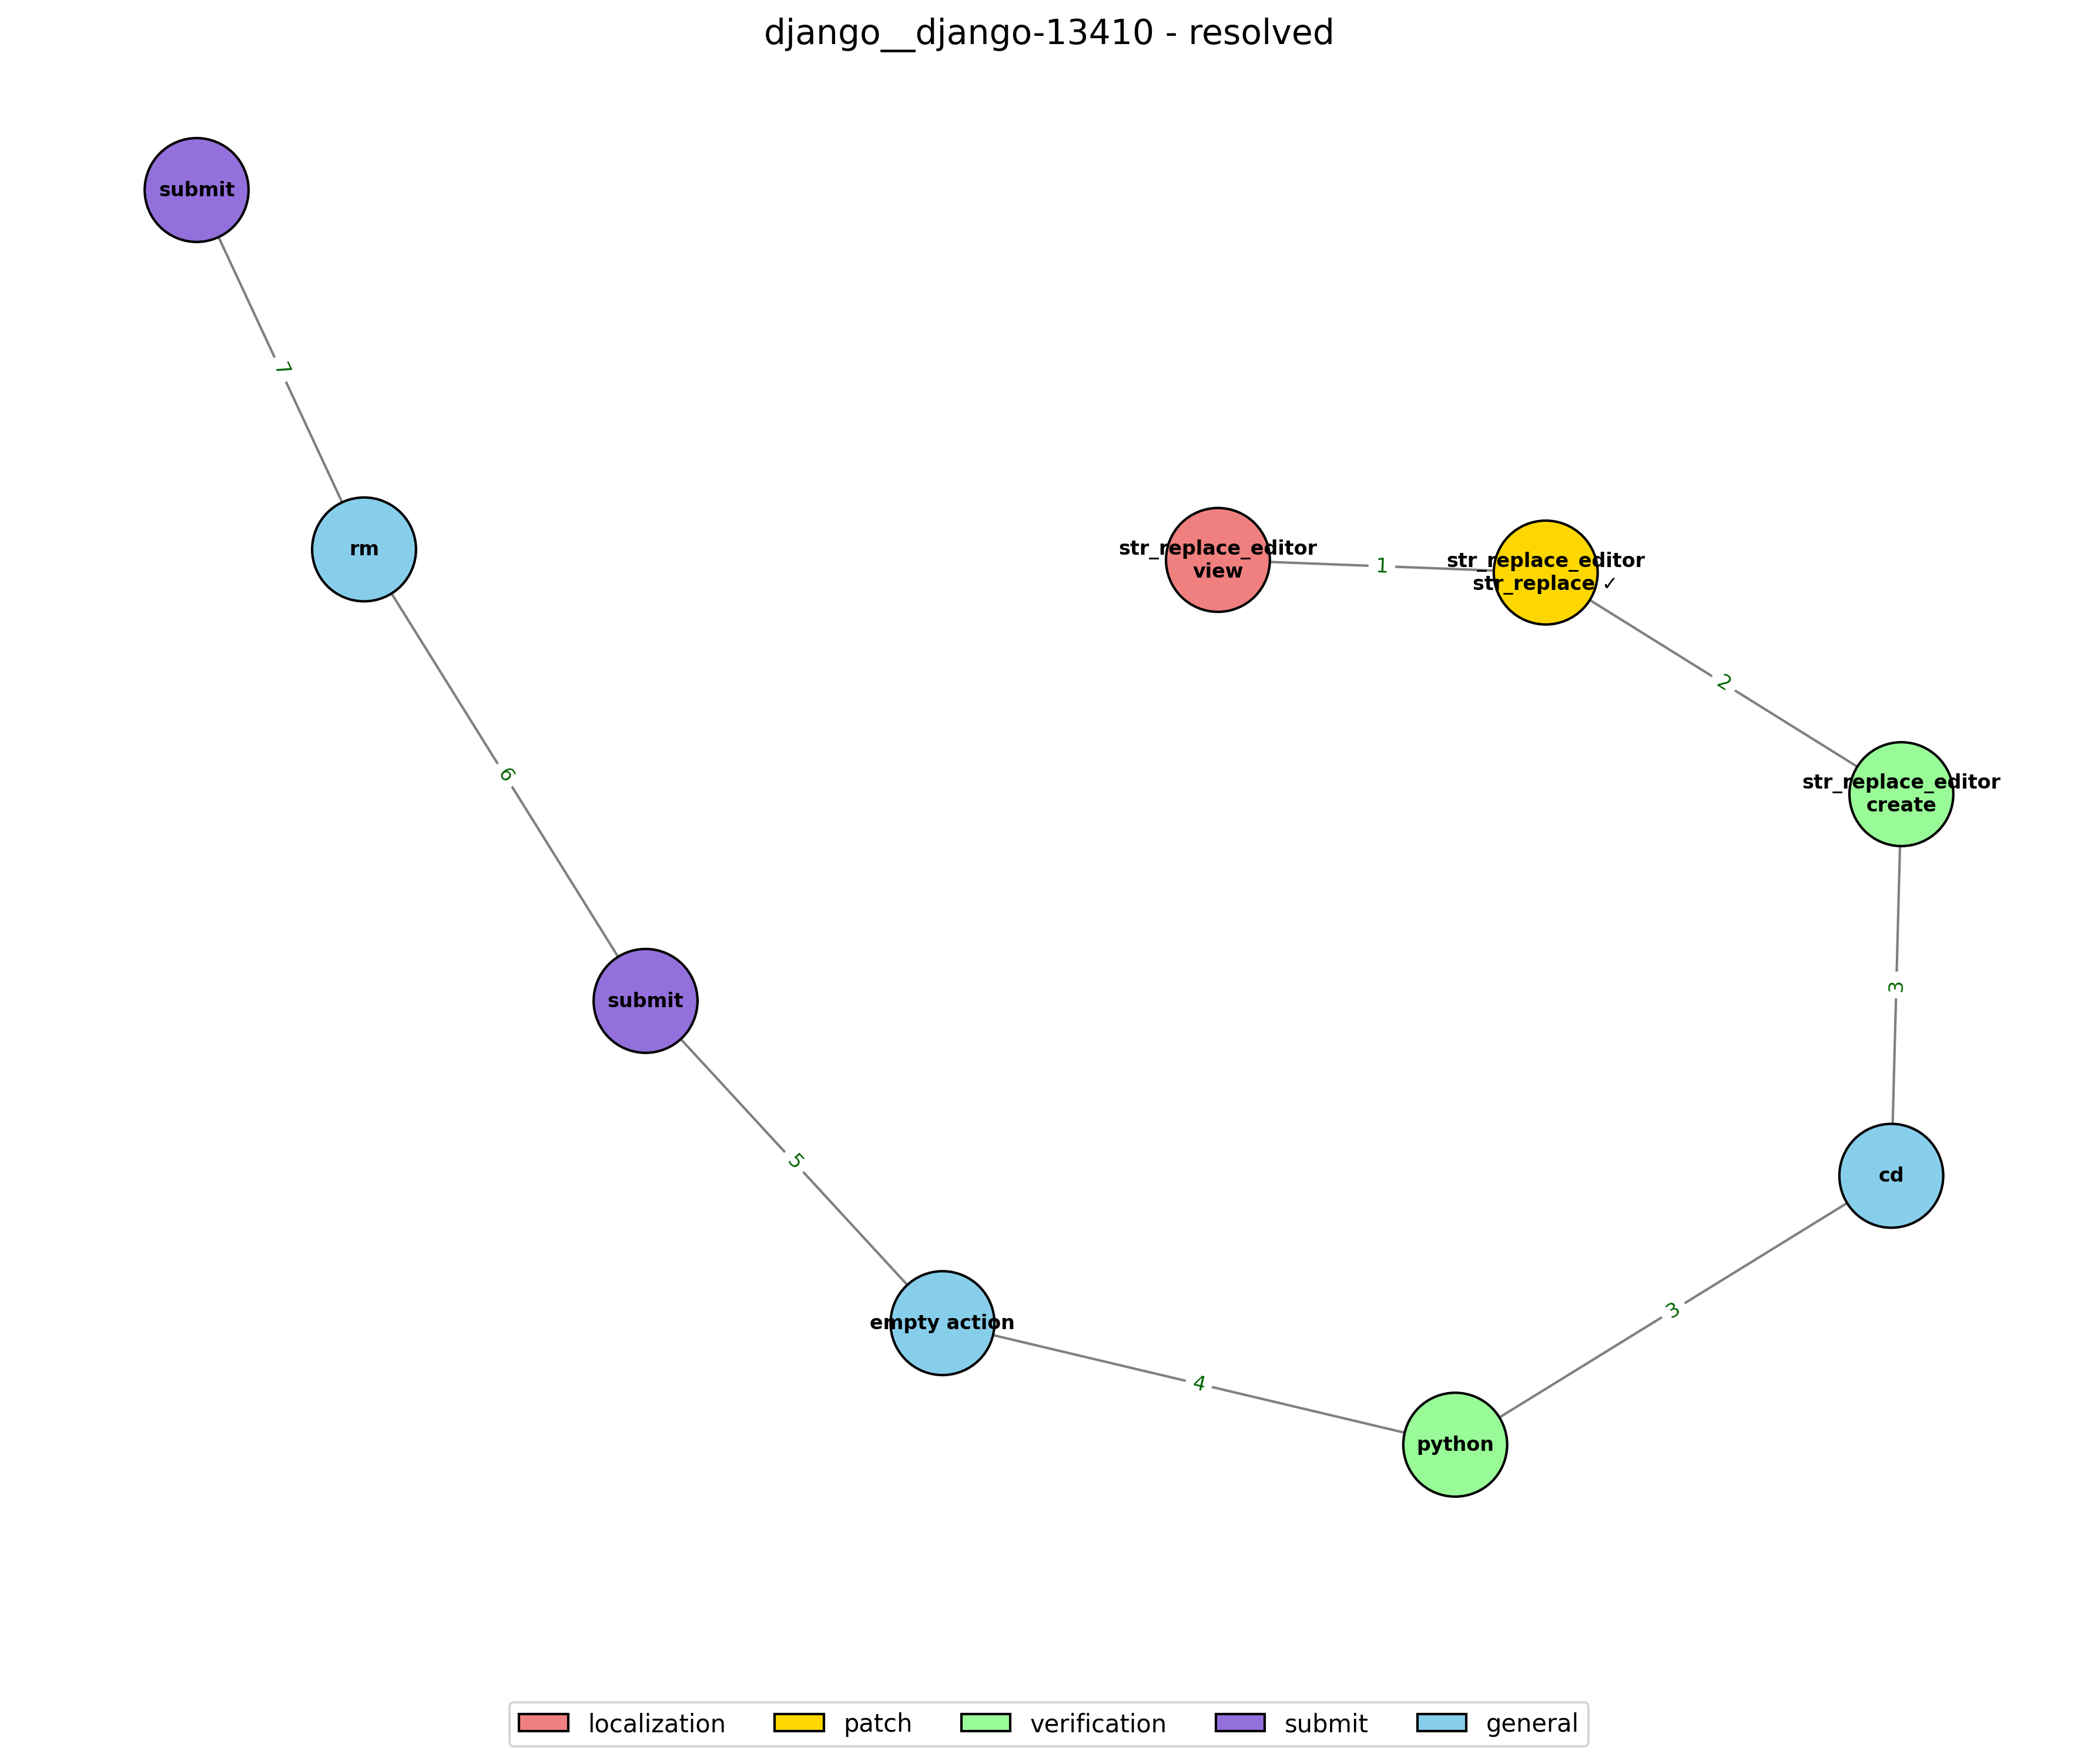 django__django-13410 - resolved
submit
7
rm
str_replace_editor
view
1
str_replace_editor
str_replace ✓
2
6
str_replace_editor
create
3
submit
cd
5
3
empty action
4
python
localization
patch
verification
submit
general